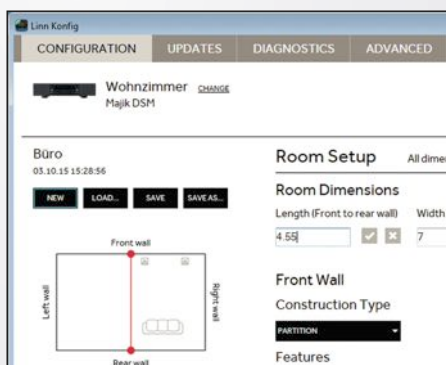 Linn Konfig
CONFIGURATION UPDATES DIAGNOSTICS ADVANCED
Wohnzimmer CHANGE
Majik DSM
Büro
03.10.15 15:28:56
NEW LOAD... SAVE SAVE AS...
Front wall
Left wall
Right wall
Rear wall
Room Setup All dime
Room Dimensions
Length (Front to rear wall) Width
4.55 7
Front Wall
Construction Type
PARTITION
Features